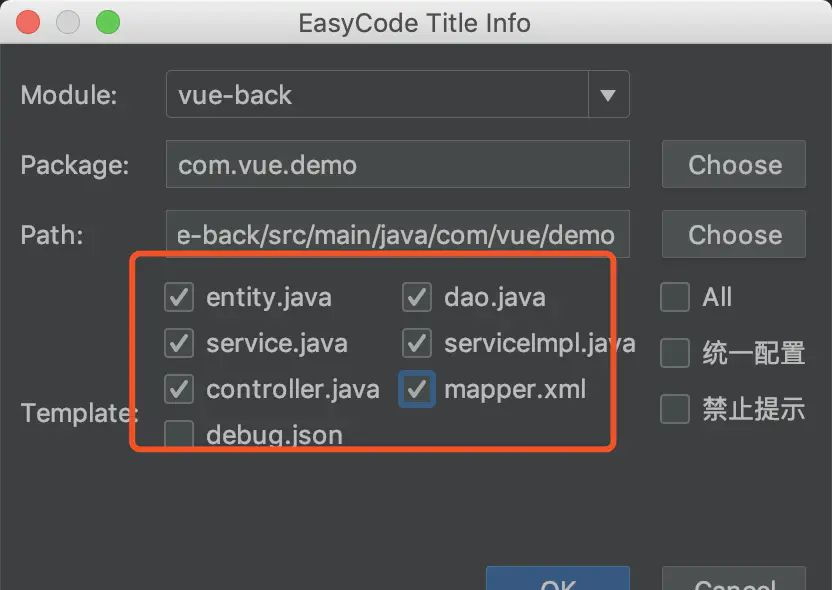 EasyCode Title Info
Module: vue-back
Package: com.vue.demo Choose
Path: e-back/src/main/java/com/vue/demo Choose
entity.java dao.java All
service.java serviceImpl.java 统一配置
controller.java mapper.xml 禁止提示
Template:
debug.json
OK Cancel